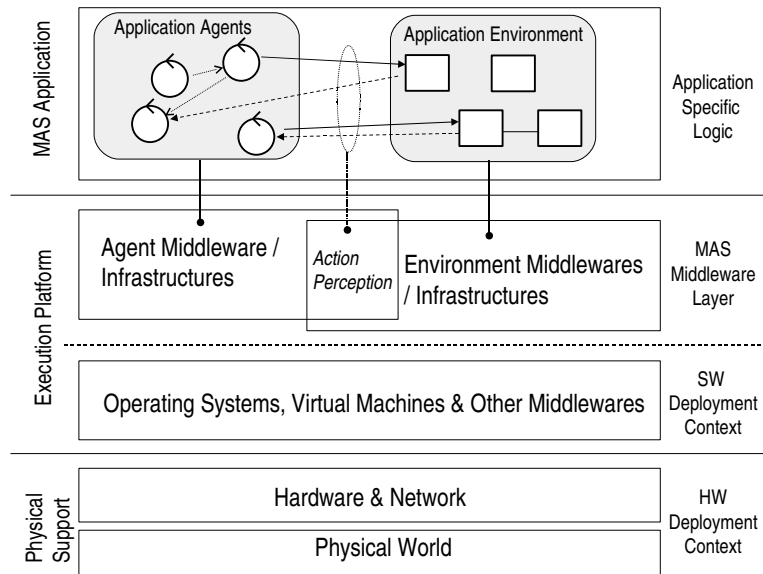 Application Agents
Application Environment
MAS Application
Application
Specific
Logic
Agent Middleware /
Infrastructures
Action
Perception
Environment Middlewares
/ Infrastructures
MAS
Middleware
Layer
Execution Platform
Operating Systems, Virtual Machines & Other Middlewares
SW
Deployment
Context
Physical
Support
Hardware & Network
Physical World
HW
Deployment
Context